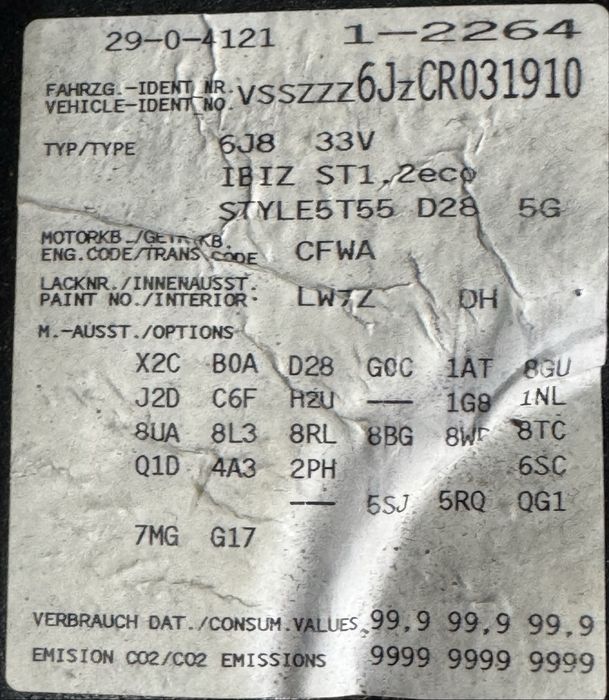 29-0-4121 1-2264
FAHRZG.-IDENT NR.
VEHICLE-IDENT NO. VSSZZZ6JZCR031910
TYP/TYPE 6J8 33V
IBIZ ST1,2eco
STYLE5T55 D28 5G
MOTORKB./GETR.KB.
ENG.CODE/TRANS CODE CFWA
LACKNR./INNENAUSST.
PAINT NO./INTERIOR. LW7Z DH
M.-AUSST./OPTIONS
X2C B0A D28 G0C 1AT 8GU
J2D C6F H2U —— 1G8 1NL
8UA 8L3 8RL 8BG 8TC
Q1D 4A3 2PH 6SC
—— 5SJ 5RQ QG1
7MG G17
VERBRAUCH DAT./CONSUM.VALUES 99,9 99,9 99,9
EMISION CO2/CO2 EMISSIONS 9999 9999 9999